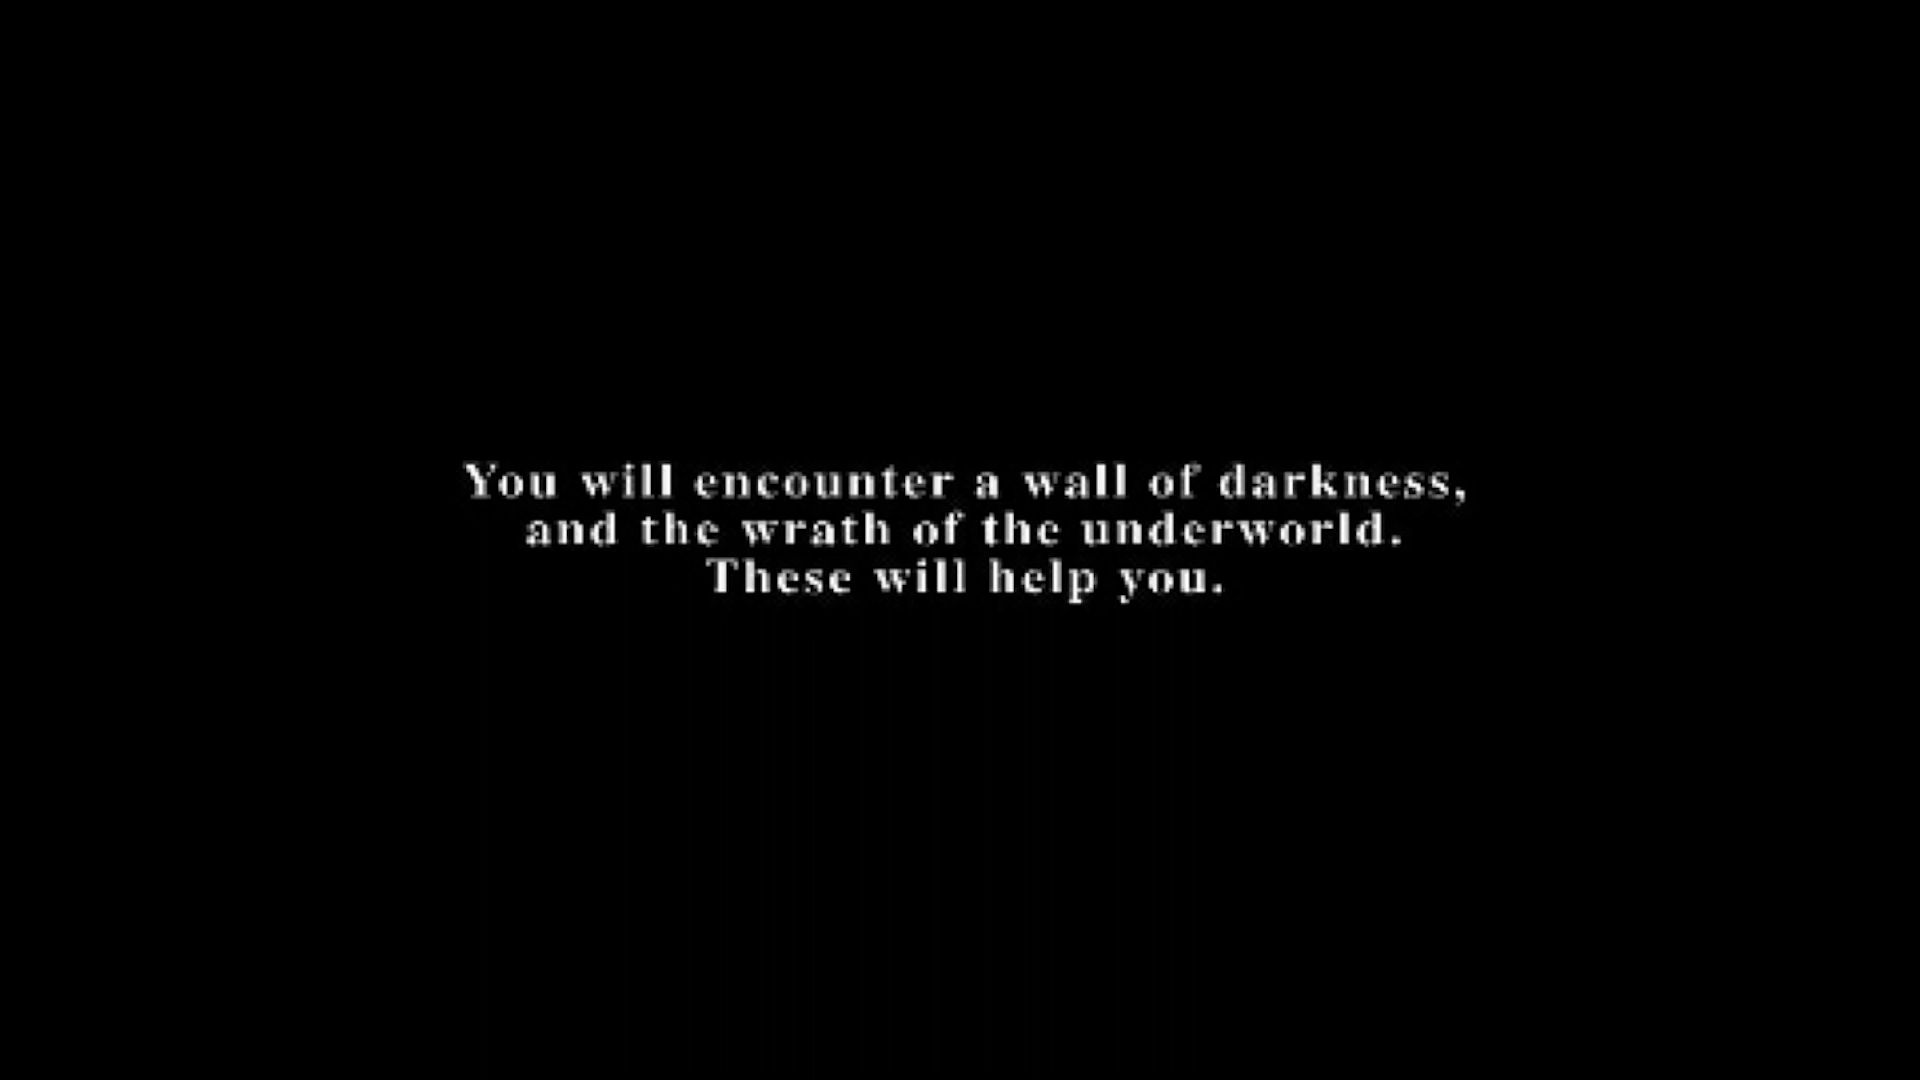 You will encounter a wall of darkness,
and the wrath of the underworld.
These will help you.